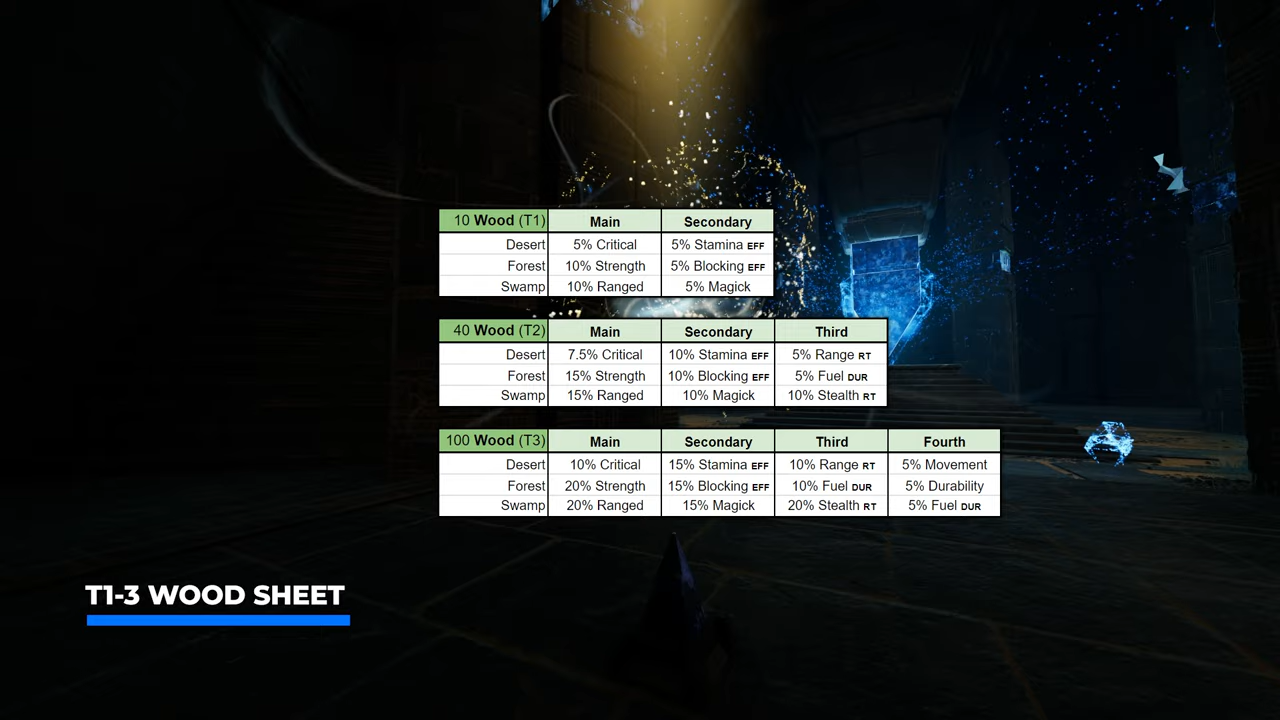 10 Wood (T1) Main Secondary
Desert 5% Critical 5% Stamina EFF
Forest 10% Strength 5% Blocking EFF
Swamp 10% Ranged 5% Magick
40 Wood (T2) Main Secondary Third
Desert 7.5% Critical 10% Stamina EFF 5% Range RT
Forest 15% Strength 10% Blocking EFF 5% Fuel DUR
Swamp 15% Ranged 10% Magick 10% Stealth RT
100 Wood (T3) Main Secondary Third Fourth
Desert 10% Critical 15% Stamina EFF 10% Range RT 5% Movement
Forest 20% Strength 15% Blocking EFF 10% Fuel DUR 5% Durability
Swamp 20% Ranged 15% Magick 20% Stealth RT 5% Fuel DUR
T1-3 WOOD SHEET